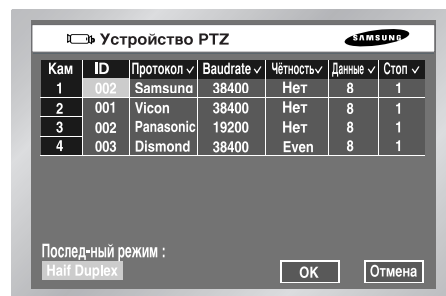 Устройство PTZ SAMSUNG
Кам ID Протокол Baudrate Чётность Данные Стоп
1 002 Samsung 38400 Нет 8 1
2 001 Vicon 38400 Нет 8 1
3 002 Panasonic 19200 Нет 8 1
4 003 Dismond 38400 Even 8 1
Послед-ный режим :
Haif Duplex
OK Отмена